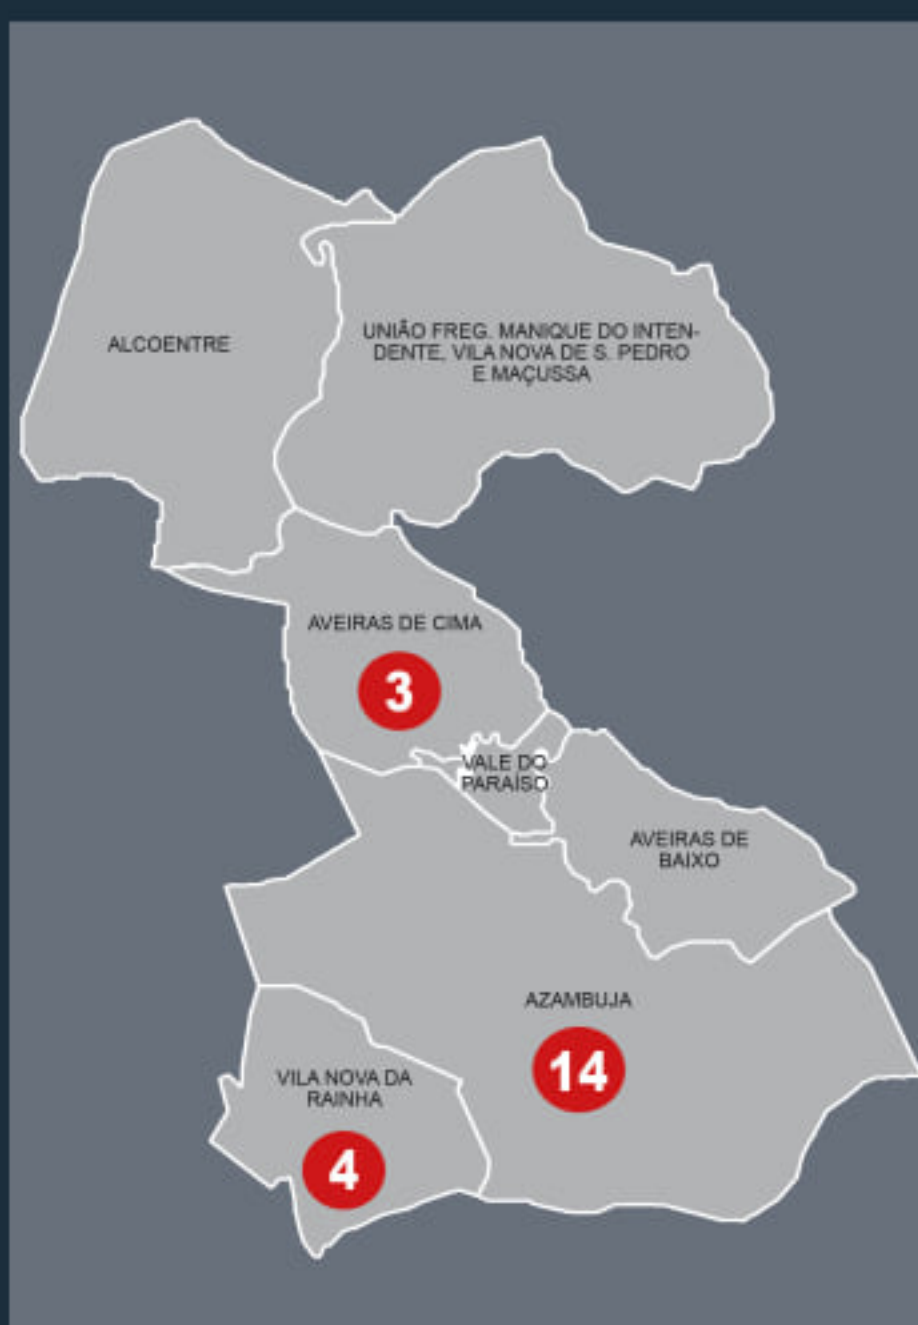 ALCOENTRE
UNIÃO FREG. MANIQUE DO INTEN-
DENTE, VILA NOVA DE S. PEDRO
E MAÇUSSA
AVEIRAS DE CIMA
3
VALE DO
PARAÍSO
AVEIRAS DE
BAIXO
AZAMBUJA
14
VILA NOVA DA
RAINHA
4